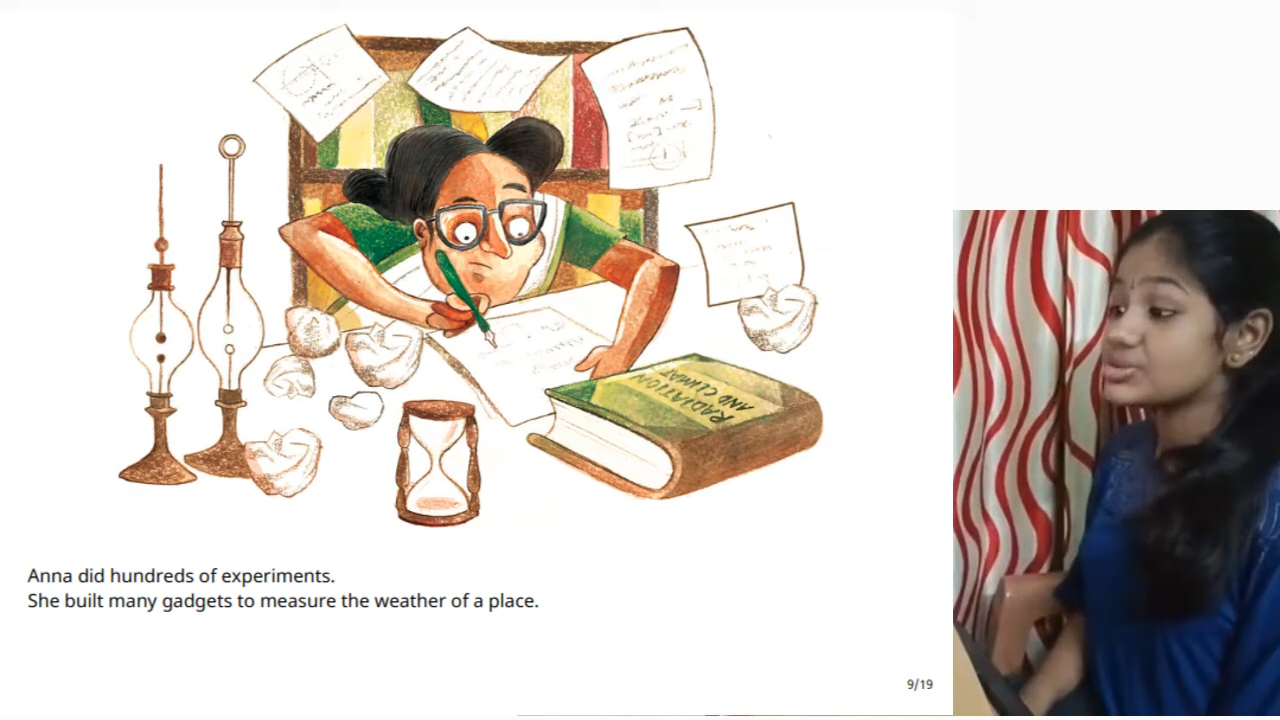 RADIATION
AND CLIMAT
Anna did hundreds of experiments.
She built many gadgets to measure the weather of a place.
9/19